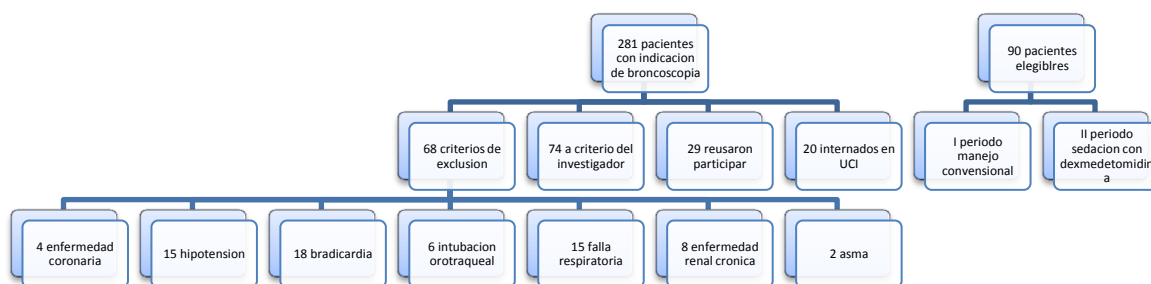 281 pacientes
con indicacion
de broncoscopia
90 pacientes
elegiblres
68 criterios de
exclusion
74 a criterio del
investigador
29 reusaron
participar
20 internados en
UCI
I periodo
manejo
convensional
II periodo
sedacion con
dexmedetomidin
a
4 enfermedad
coronaria
15 hipotension
18 bradicardia
6 intubacion
orotraqueal
15 falla
respiratoria
8 enfermedad
renal cronica
2 asma